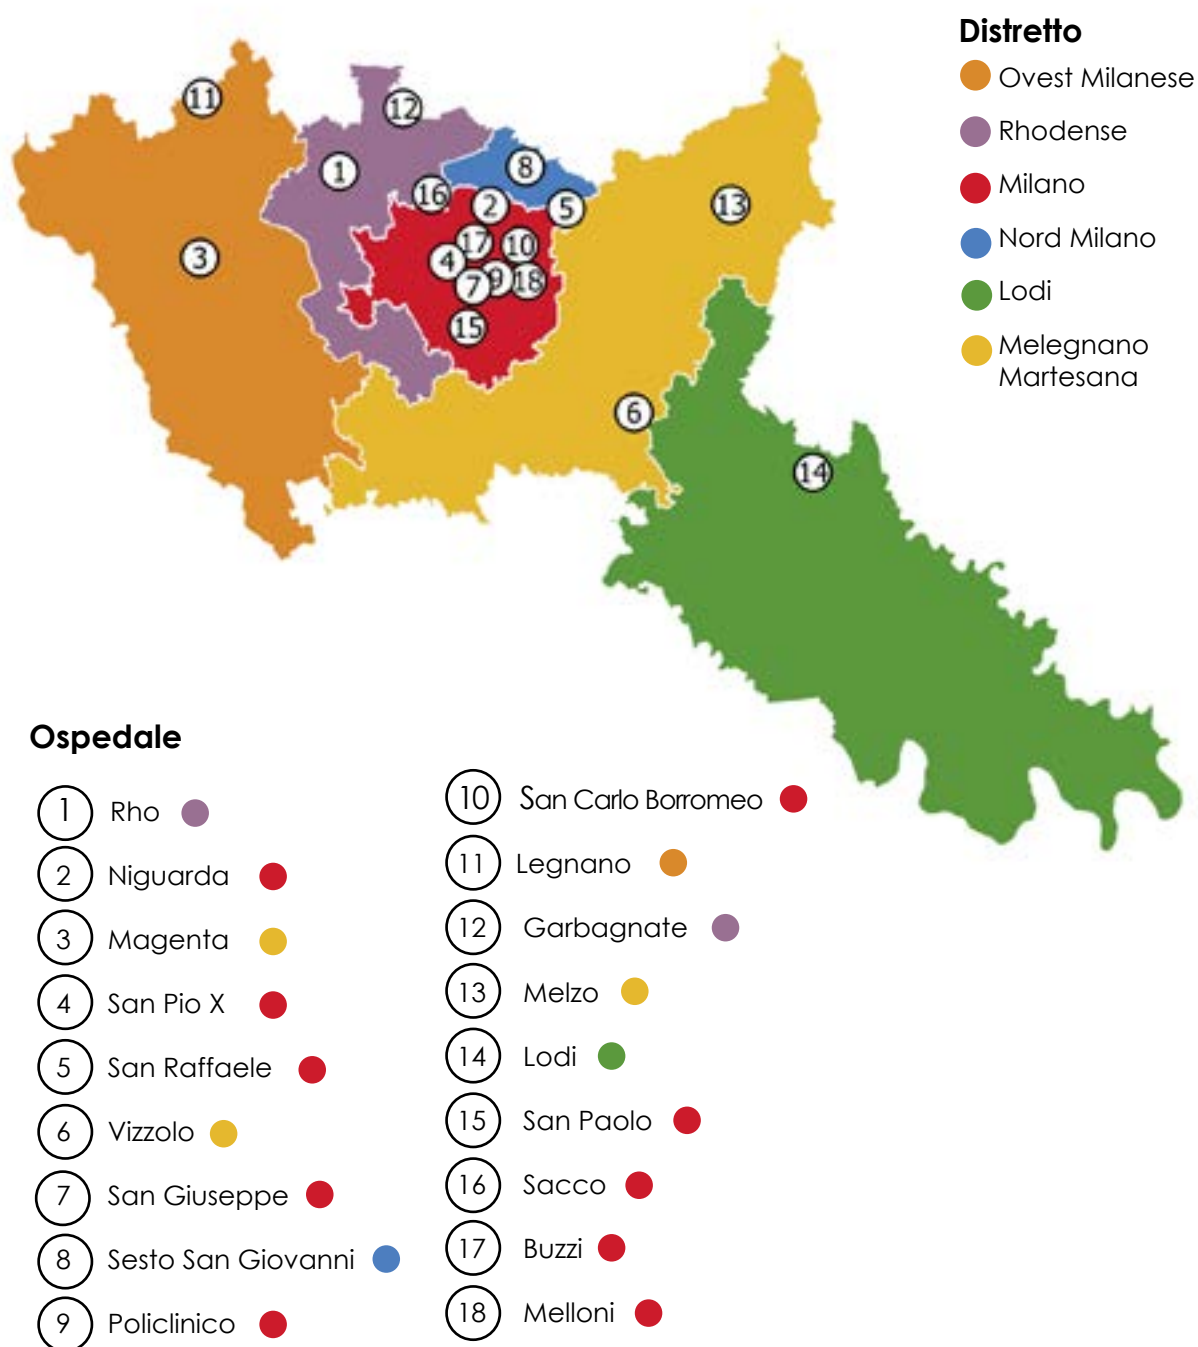 Distretto
Ovest Milanese
Rhodense
Milano
Nord Milano
Lodi
Melegnano
Martesana
11
12
1
8
16
2
5
13
17
10
4
3
9
18
7
15
6
14
Ospedale
1 Rho
2 Niguarda
3 Magenta
4 San Pio X
5 San Raffaele
6 Vizzolo
7 San Giuseppe
8 Sesto San Giovanni
9 Policlinico
10 San Carlo Borromeo
11 Legnano
12 Garbagnate
13 Melzo
14 Lodi
15 San Paolo
16 Sacco
17 Buzzi
18 Melloni